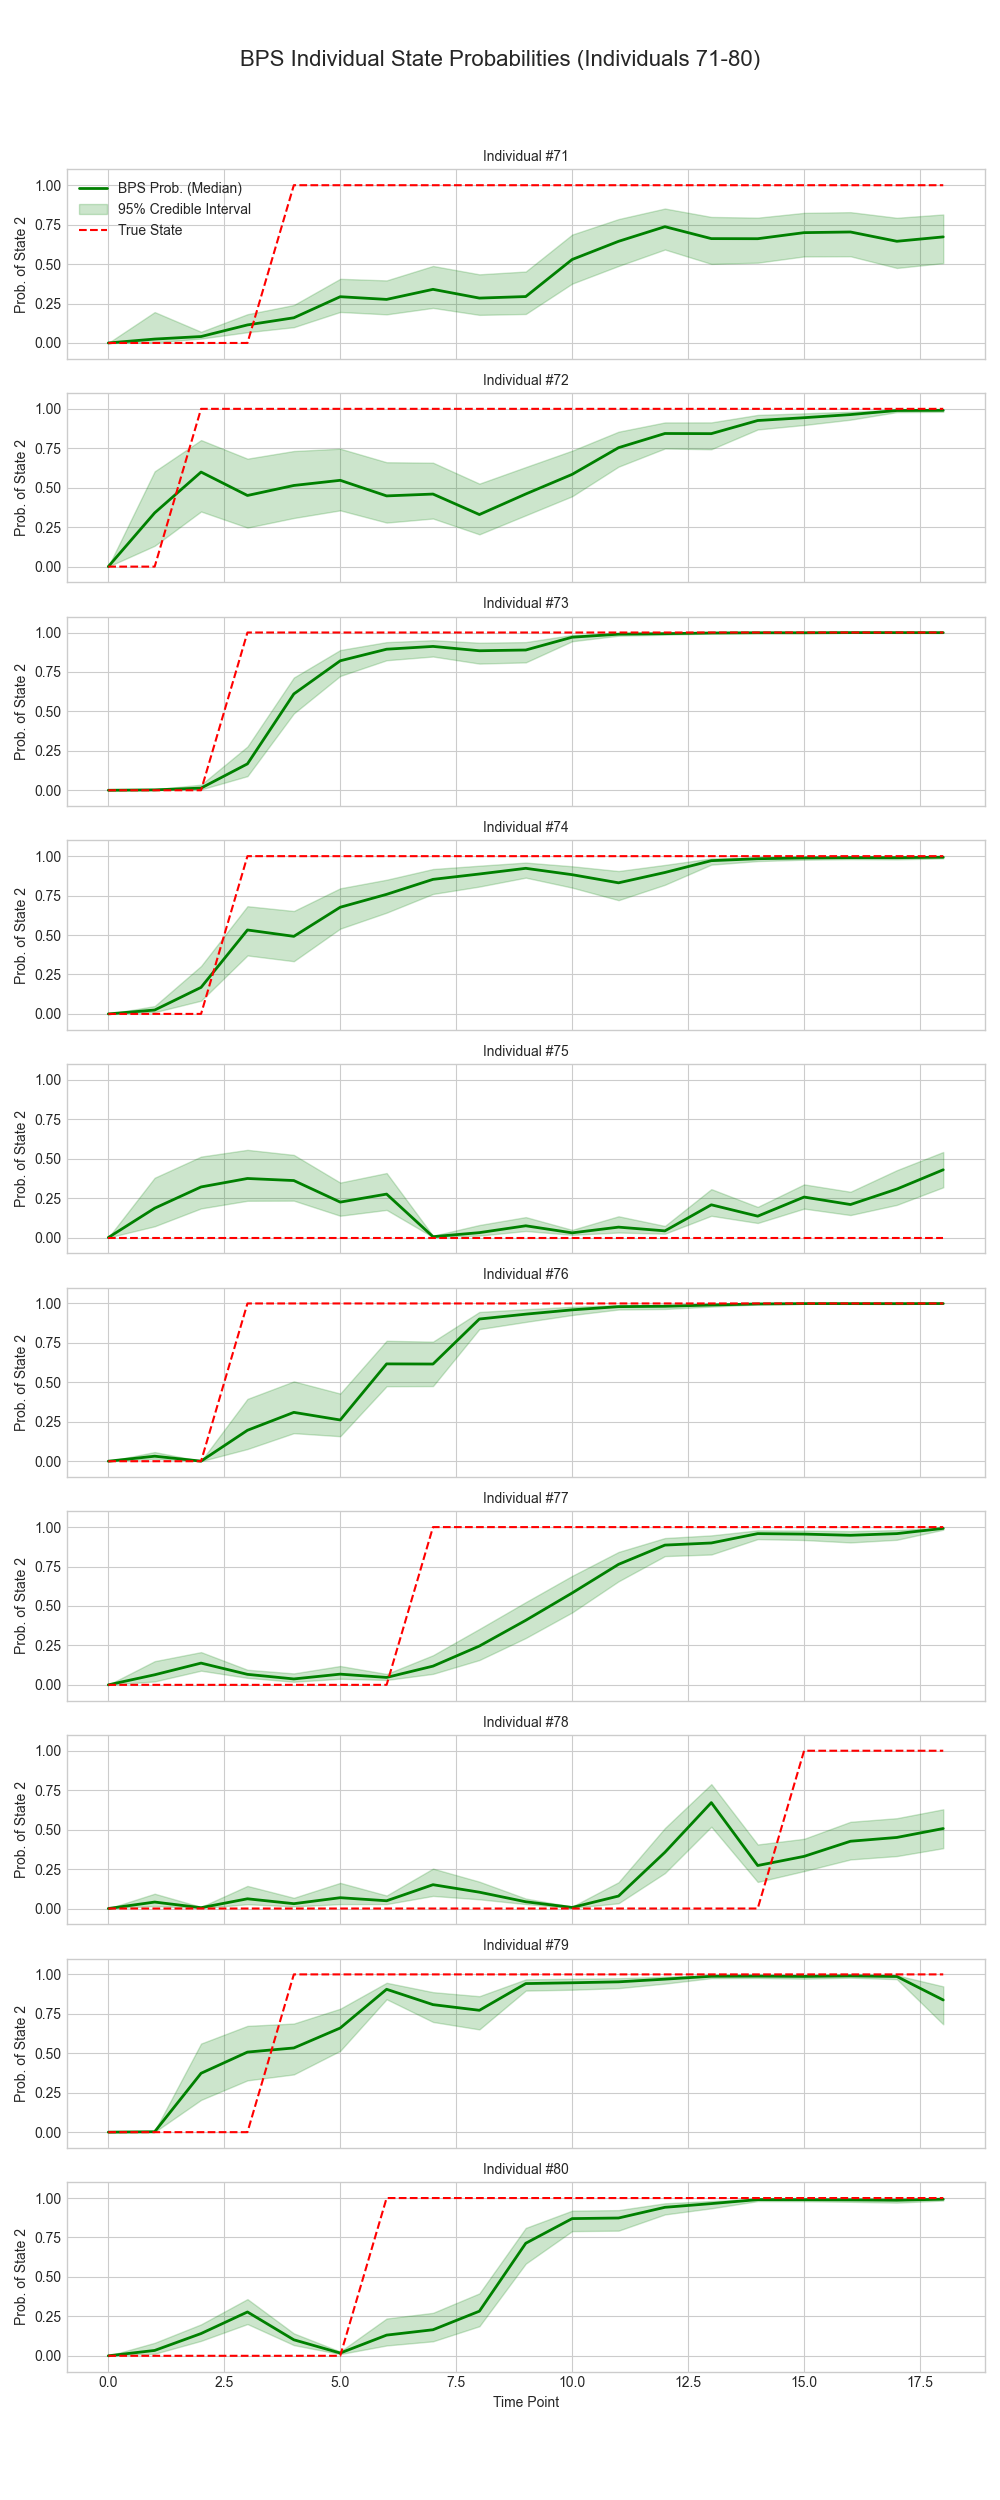 BPS Individual State Probabilities (Individuals 71-80)
Individual #71
1.00
0.75
0.50
0.25
0.00
Prob. of State 2
BPS Prob. (Median)
95% Credible Interval
True State
Individual #72
1.00
0.75
0.50
0.25
0.00
Prob. of State 2
Individual #73
1.00
0.75
0.50
0.25
0.00
Prob. of State 2
Individual #74
1.00
0.75
0.50
0.25
0.00
Prob. of State 2
Individual #75
1.00
0.75
0.50
0.25
0.00
Prob. of State 2
Individual #76
1.00
0.75
0.50
0.25
0.00
Prob. of State 2
Individual #77
1.00
0.75
0.50
0.25
0.00
Prob. of State 2
Individual #78
1.00
0.75
0.50
0.25
0.00
Prob. of State 2
Individual #79
1.00
0.75
0.50
0.25
0.00
Prob. of State 2
Individual #80
1.00
0.75
0.50
0.25
0.00
Prob. of State 2
0.0 2.5 5.0 7.5 10.0 12.5 15.0 17.5
Time Point